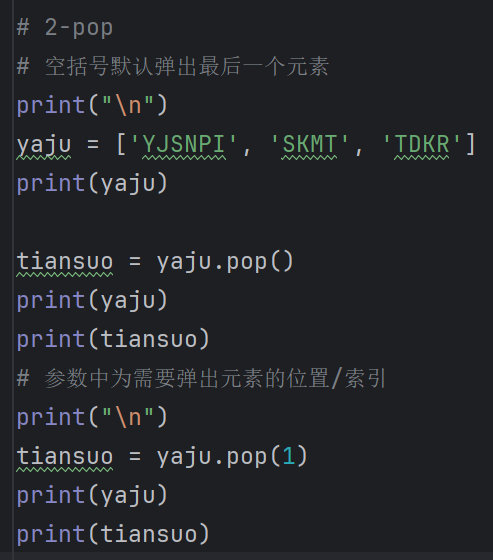 # 2-pop
# 空括号默认弹出最后一个元素
print("\n")
yaju = ['YJSNPI', 'SKMT', 'TDKR']
print(yaju)
tiansuo = yaju.pop()
print(yaju)
print(tiansuo)
# 参数中为需要弹出元素的位置/索引
print("\n")
tiansuo = yaju.pop(1)
print(yaju)
print(tiansuo)